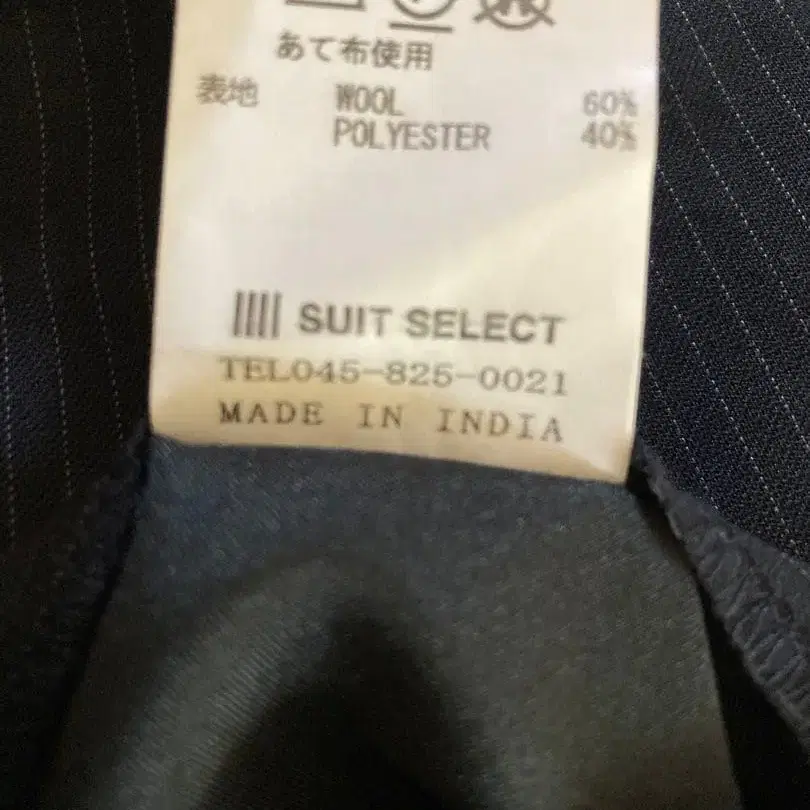 あて布使用
表地 WOOL 60%
POLYESTER 40%
SUIT SELECT
TEL045-825-0021
MADE IN INDIA